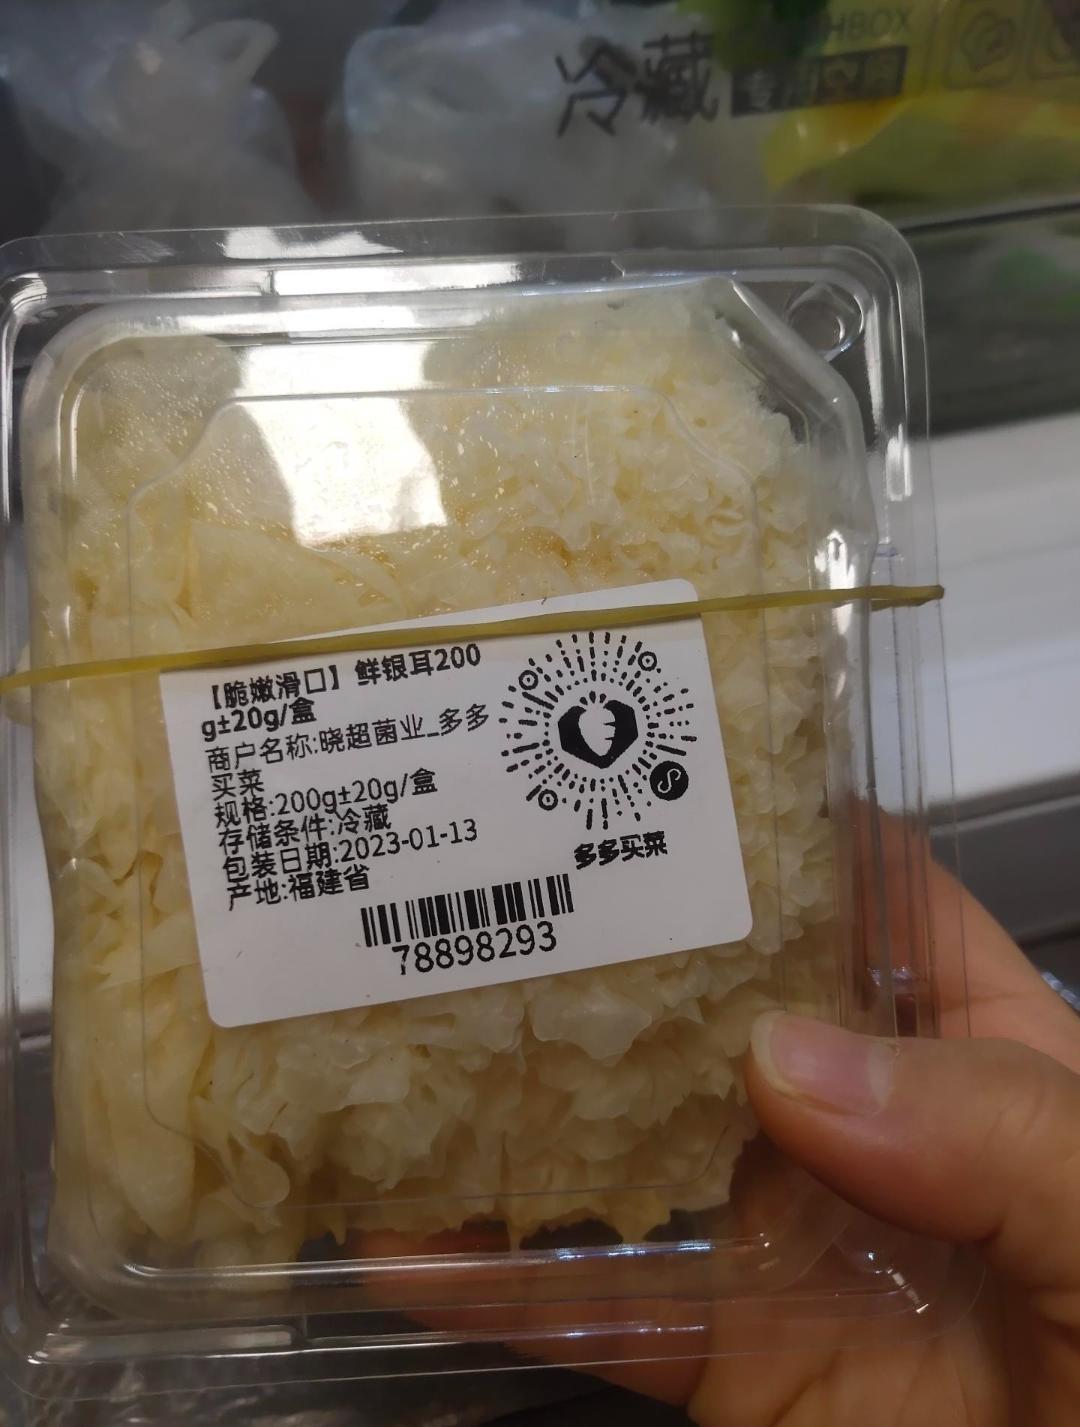 HBOX
冷藏
【脆嫩滑口】鲜银耳200
g±20g/盒
商户名称:晓超菌业_多多
买菜
规格:200g±20g/盒
存储条件:冷藏
包装日期:2023-01-13
产地:福建省
多多买菜
78898293